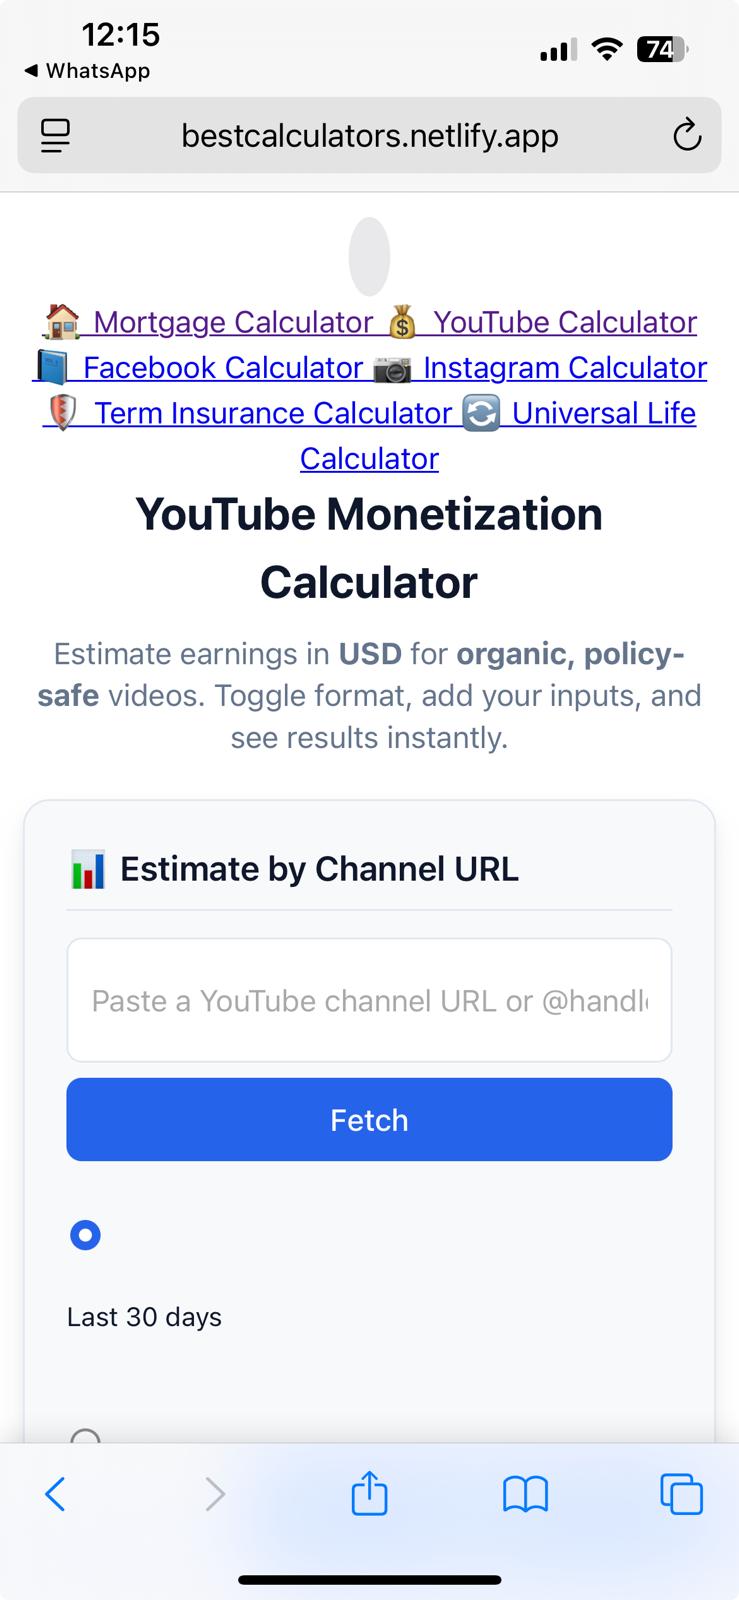 12:15
74
◀ WhatsApp
bestcalculators.netlify.app
🏠 Mortgage Calculator 💰 YouTube Calculator
📘 Facebook Calculator 📷 Instagram Calculator
🛡️ Term Insurance Calculator 🔄 Universal Life
Calculator
YouTube Monetization
Calculator
Estimate earnings in USD for organic, policy-
safe videos. Toggle format, add your inputs, and
see results instantly.
📊 Estimate by Channel URL
Paste a YouTube channel URL or @handl
Fetch
Last 30 days